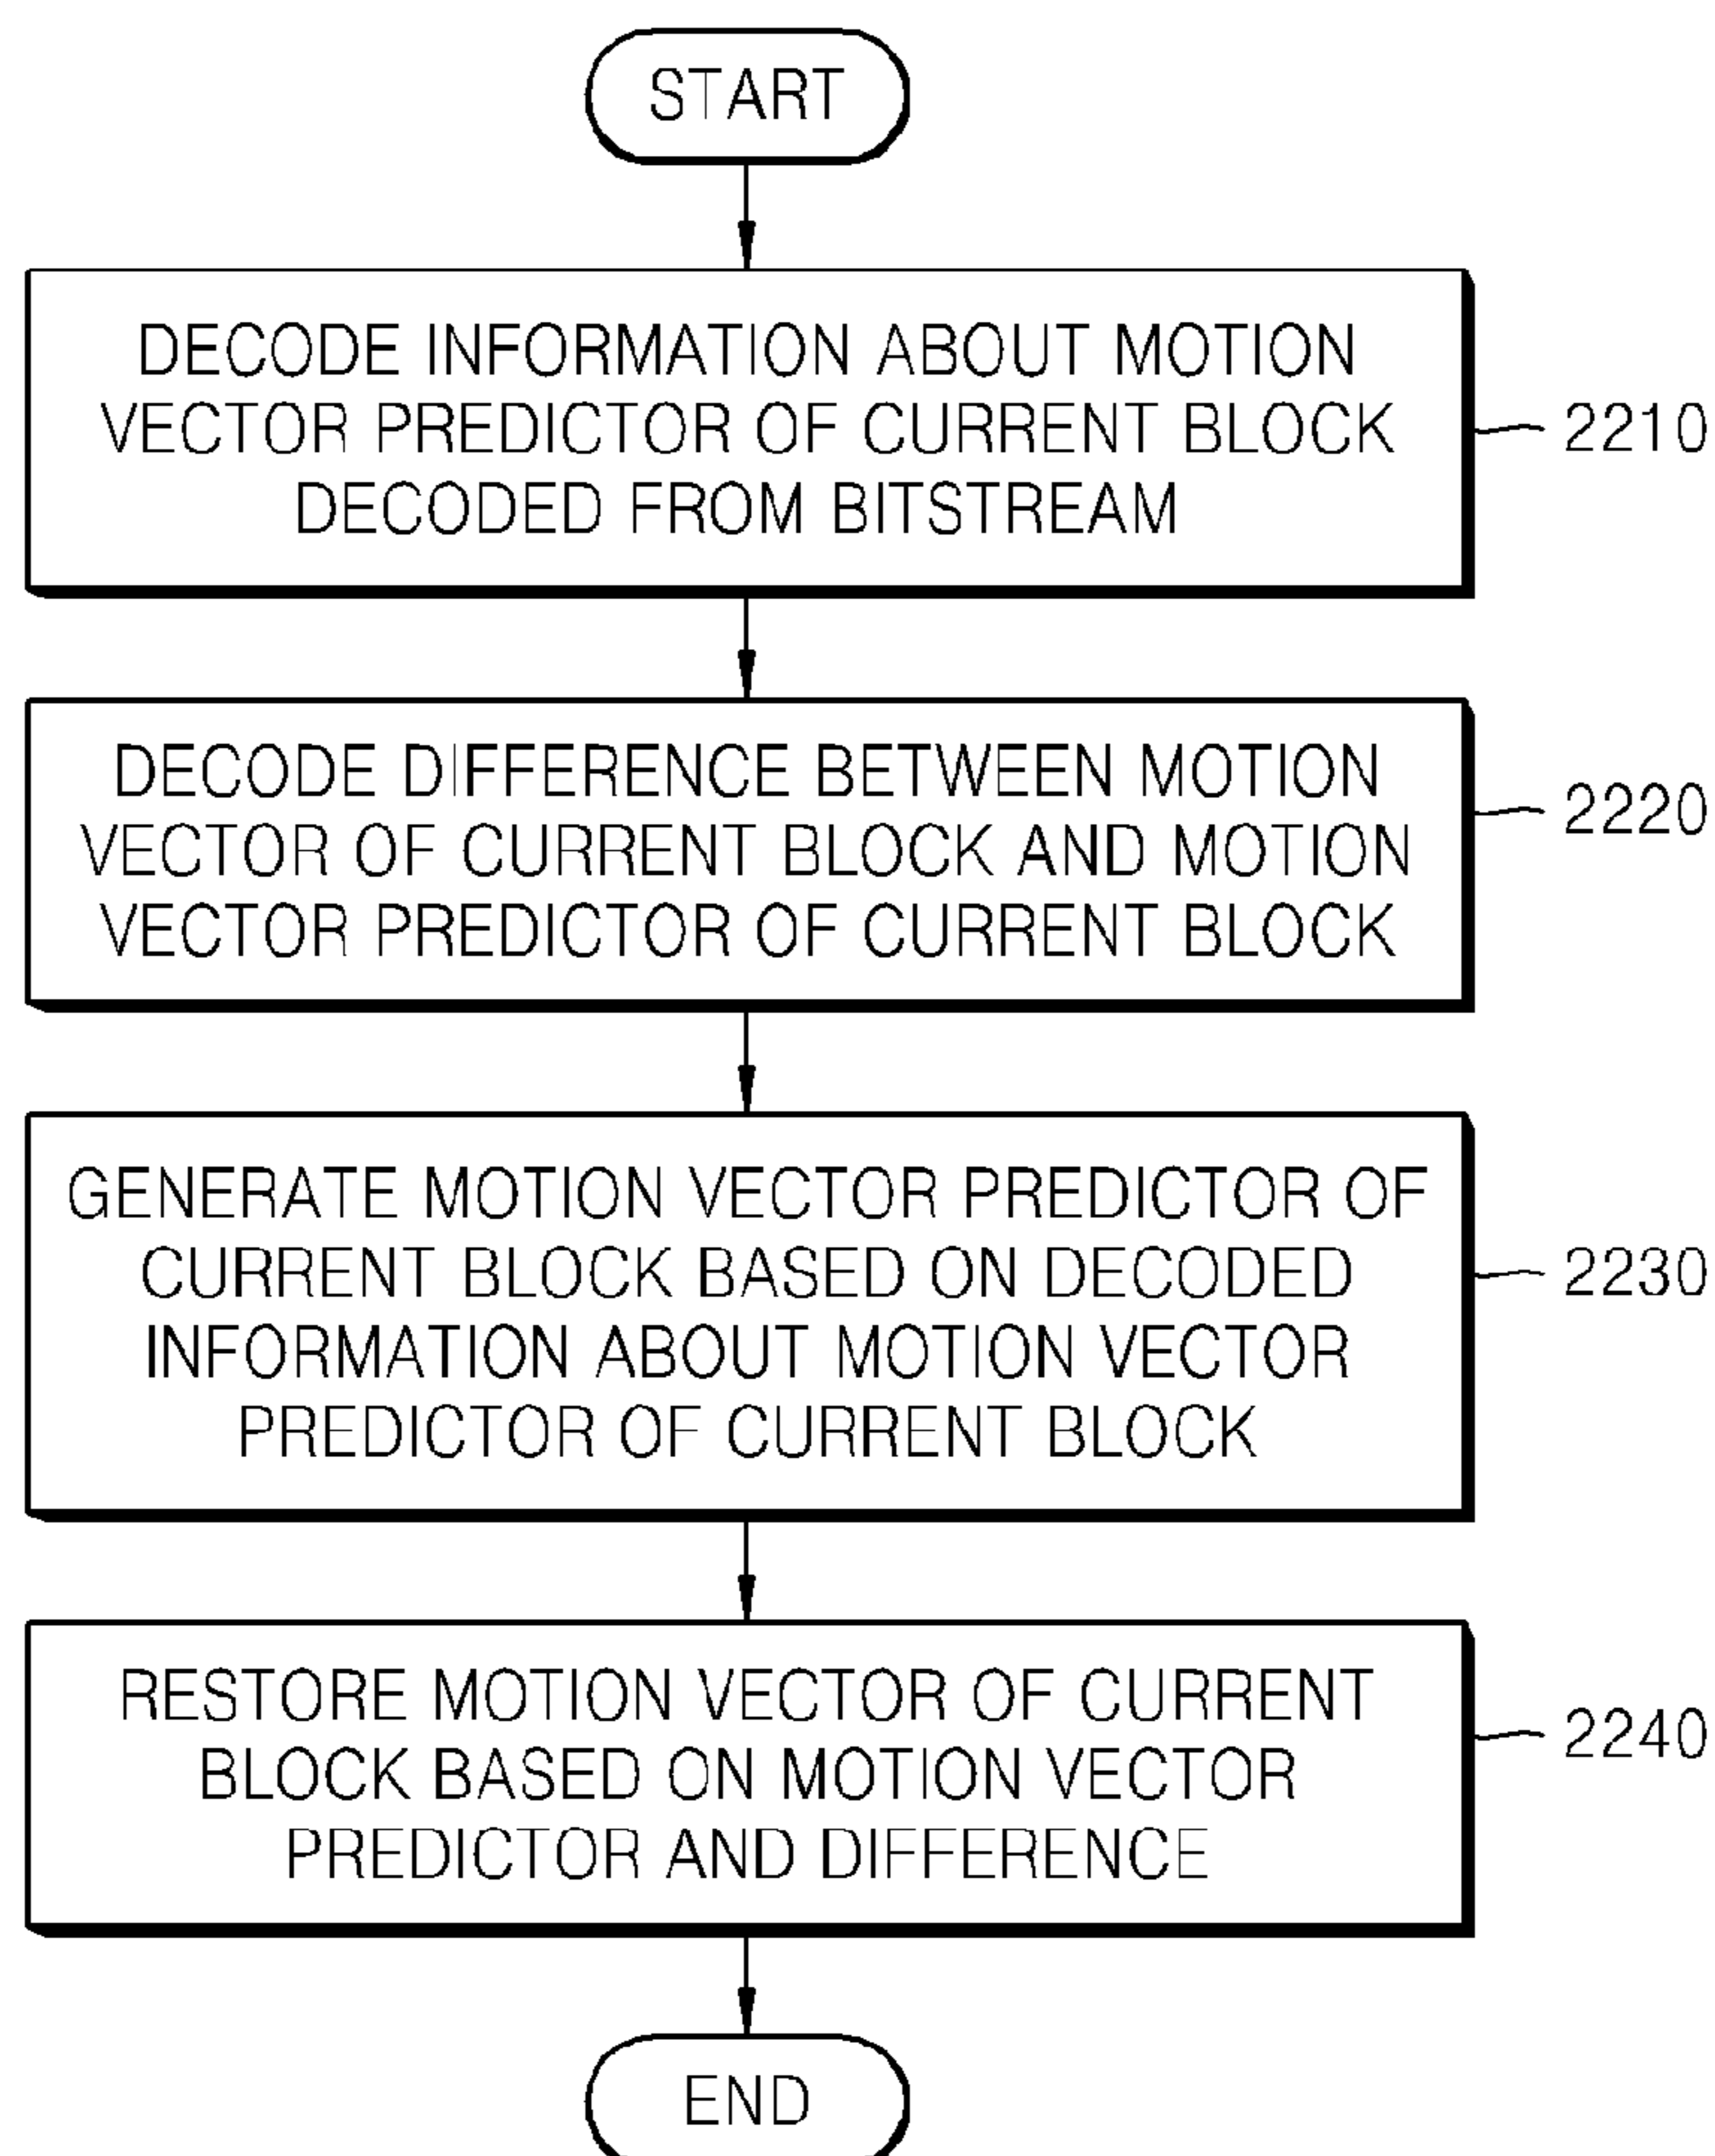 START
DECODE INFORMATION ABOUT MOTION
VECTOR PREDICTOR OF CURRENT BLOCK
DECODED FROM BITSTREAM
2210
DECODE DIFFERENCE BETWEEN MOTION
VECTOR OF CURRENT BLOCK AND MOTION
VECTOR PREDICTOR OF CURRENT BLOCK
2220
GENERATE MOTION VECTOR PREDICTOR OF
CURRENT BLOCK BASED ON DECODED
INFORMATION ABOUT MOTION VECTOR
PREDICTOR OF CURRENT BLOCK
2230
RESTORE MOTION VECTOR OF CURRENT
BLOCK BASED ON MOTION VECTOR
PREDICTOR AND DIFFERENCE
2240
END